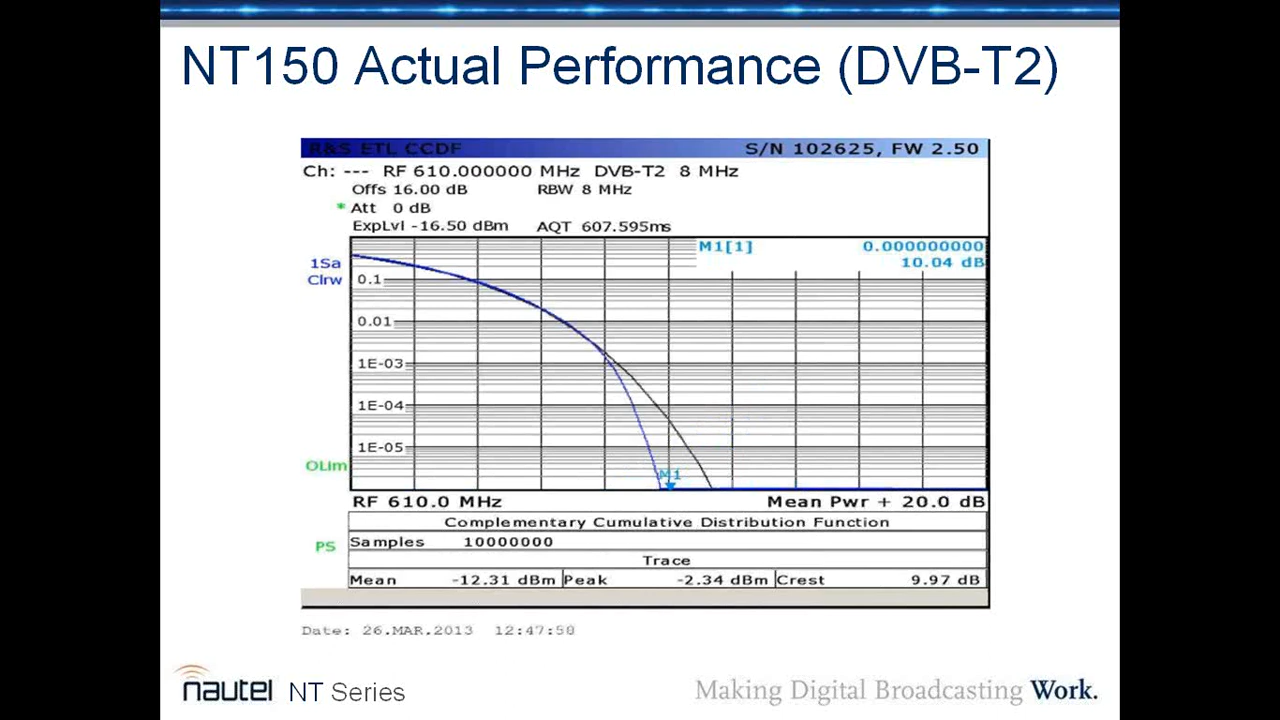 NT150 Actual Performance (DVB-T2)
R&S ETL CCDF S/N 102625, FW 2.50
Ch: --- RF 610.000000 MHz DVB-T2 8 MHz
Offs 16.00 dB RBW 8 MHz
* Att 0 dB
ExpLvl -16.50 dBm AQT 607.595ms
M1[1] 0.000000000
10.04 dB
1Sa
Clrw
0.1
0.01
1E-03
1E-04
1E-05
M1
OLim
RF 610.0 MHz Mean Pwr + 20.0 dB
Complementary Cumulative Distribution Function
PS
Samples 10000000
Trace
Mean -12.31 dBm Peak -2.34 dBm Crest 9.97 dB
Date: 26.MAR.2013 12:47:58
nautel NT Series
Making Digital Broadcasting Work.